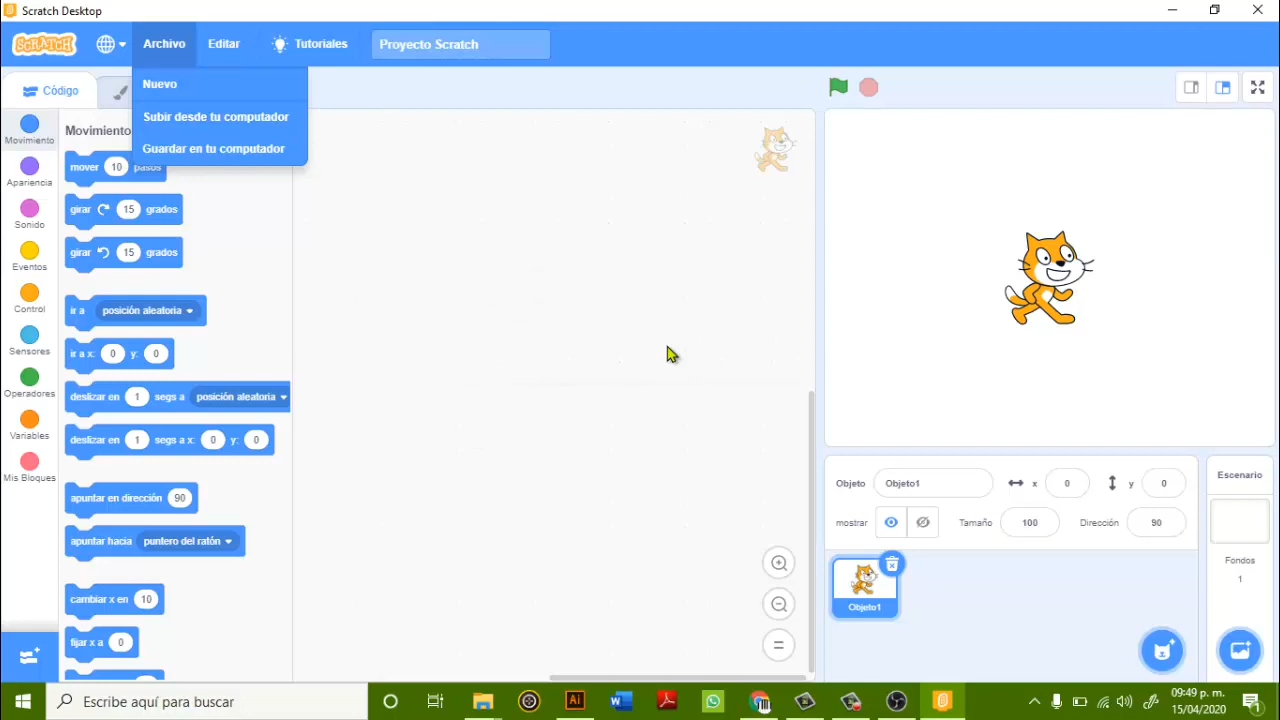 Scratch Desktop
SCRATCH
Archivo
Editar
Tutoriales
Proyecto Scratch
Nuevo
Subir desde tu computador
Guardar en tu computador
Código
Movimiento
Apariencia
Sonido
Eventos
Control
Sensores
Operadores
Variables
Mis Bloques
Movimiento
mover 10 pasos
girar 15 grados
girar 15 grados
ir a posición aleatoria
ir a x: 0 y: 0
deslizar en 1 segs a posición aleatoria
deslizar en 1 segs a x: 0 y: 0
apuntar en dirección 90
apuntar hacia puntero del ratón
cambiar x en 10
fijar x a 0
Objeto Objeto1 x 0 y 0
mostrar Tamaño 100 Dirección 90
Objeto1
Escenario
Fondos
1
Escribe aquí para buscar
Ai
09:49 p. m.
15/04/2020
1